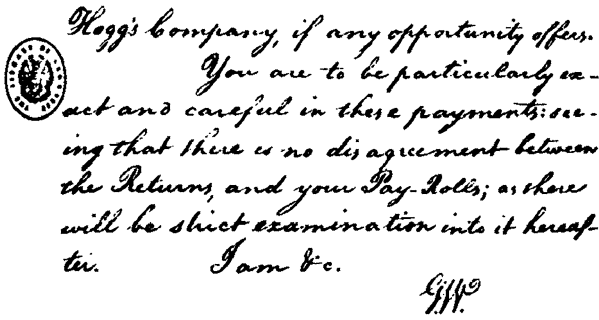 Hogg's Company, if any opportunity offers.
You are to be particularly ex-
act and careful in these payments: see-
ing that there is no disagreement between
the Returns, and your Pay-Rolls; as there
will be strict examination into it hereaf-
ter. I am &c.
G.W.